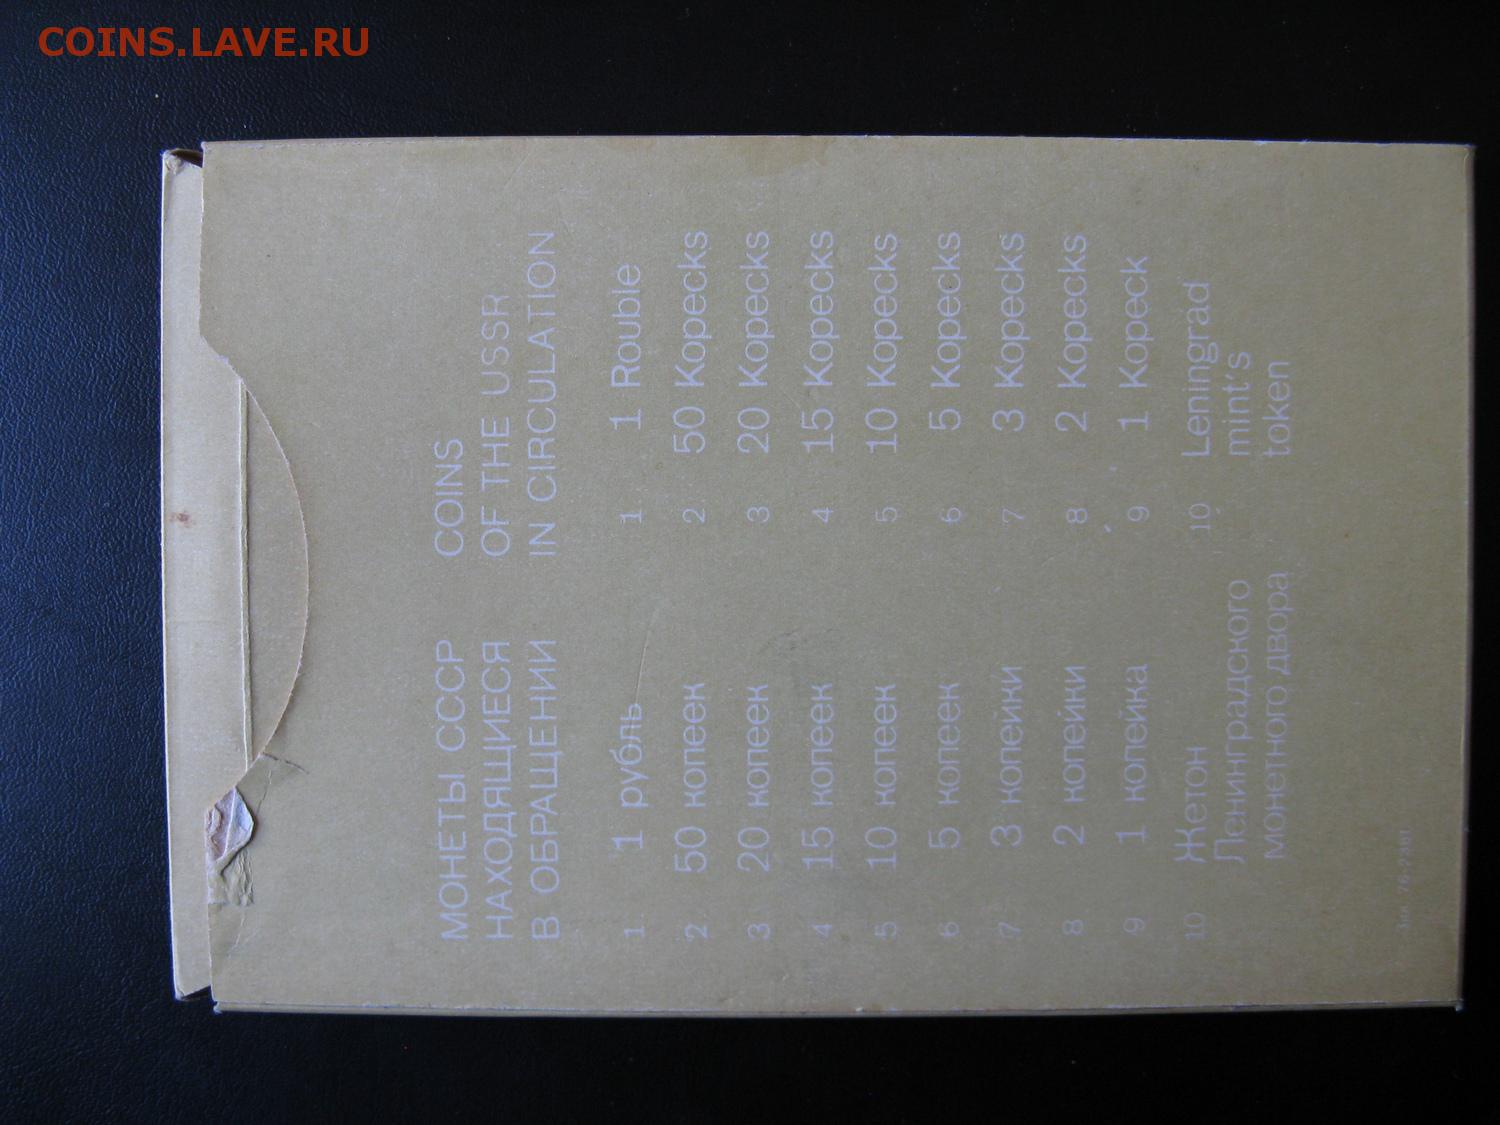 COINS.LAVE.RU
МОНЕТЫ СССР
НАХОДЯЩИЕСЯ
В ОБРАЩЕНИИ
1. 1 рубль
2. 50 копеек
3 20 копеек
4 15 копеек
5 10 копеек
6 5 копеек
7 3 копейки
8 2 копейки
9 1 копейка
10 Жетон
Ленинградского
монетного двора
COINS
OF THE USSR
IN CIRCULATION
1. 1 Rouble
2. 50 Kopecks
3 20 Kopecks
4 15 Kopecks
5 10 Kopecks
6 5 Kopecks
7 3 Kopecks
8 2 Kopecks
9 1 Kopeck
10 Leningrad
mint's
token
Зак. 76-2361